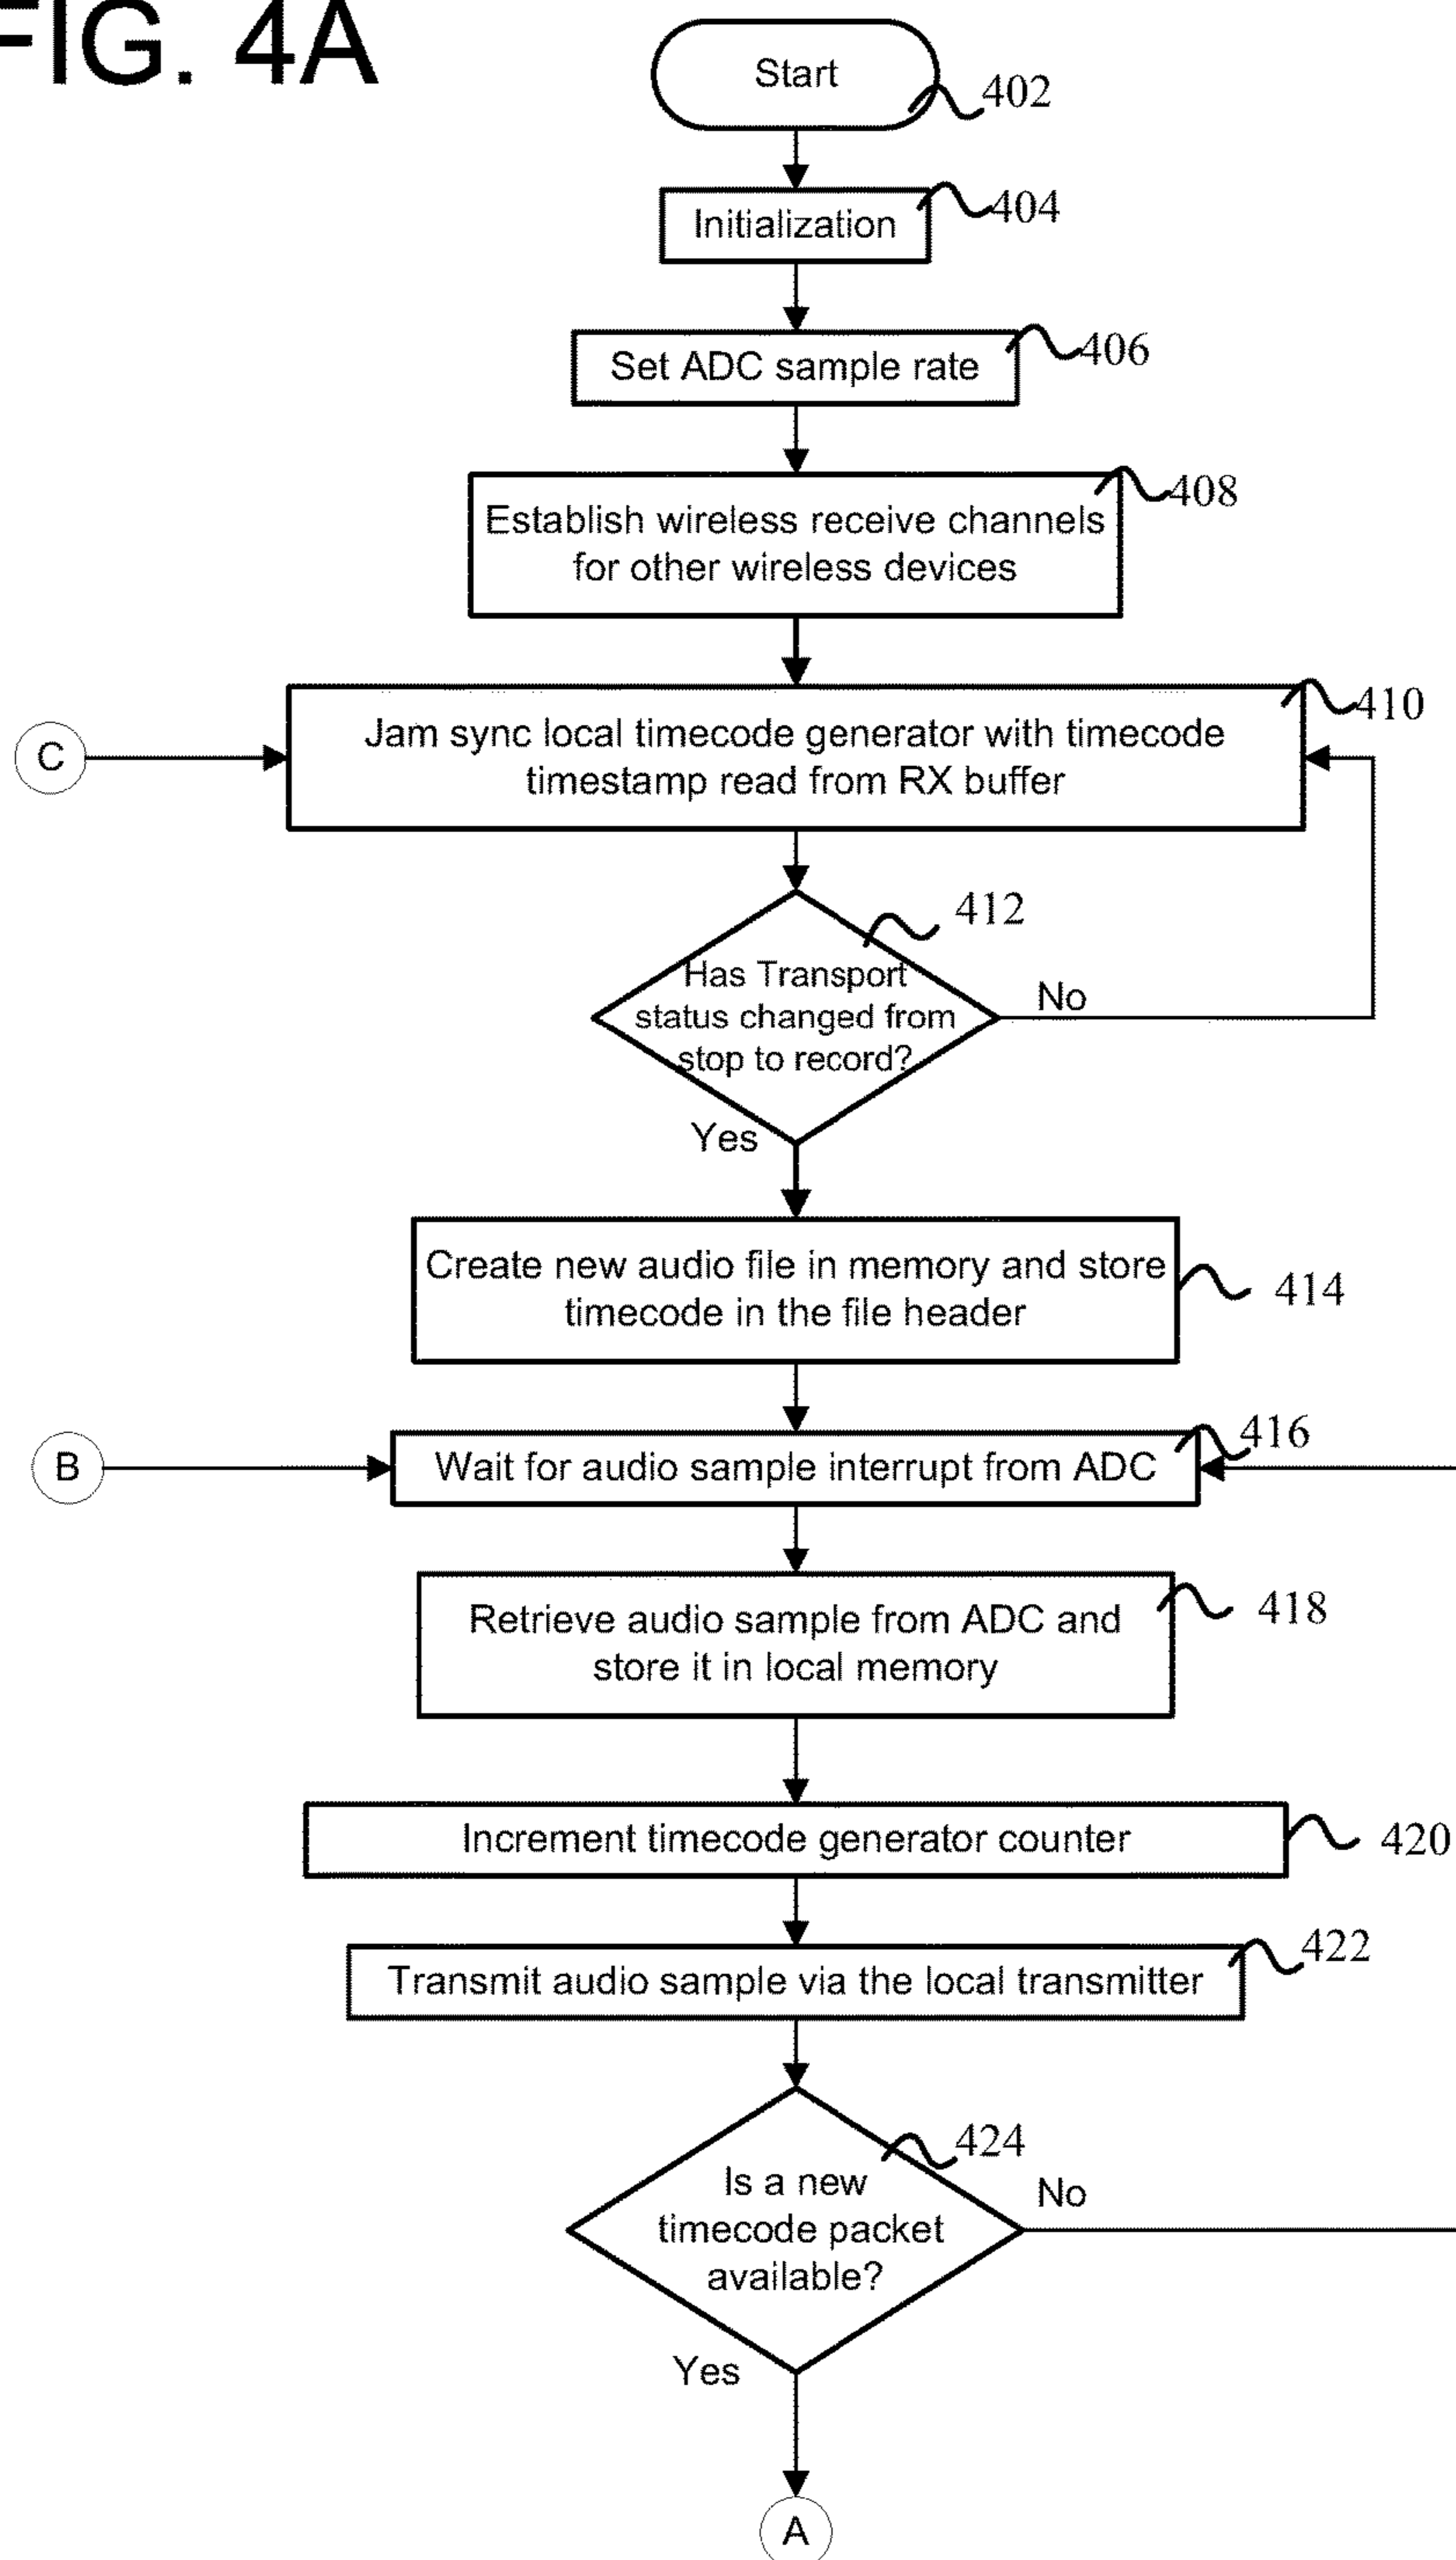 FIG. 4A
Start
402
Initialization
404
Set ADC sample rate
406
Establish wireless receive channels
for other wireless devices
408
C
Jam sync local timecode generator with timecode
timestamp read from RX buffer
410
412
Has Transport
status changed from
stop to record?
No
Yes
Create new audio file in memory and store
timecode in the file header
414
B
Wait for audio sample interrupt from ADC
416
Retrieve audio sample from ADC and
store it in local memory
418
Increment timecode generator counter
420
Transmit audio sample via the local transmitter
422
424
Is a new
timecode packet
available?
No
Yes
A